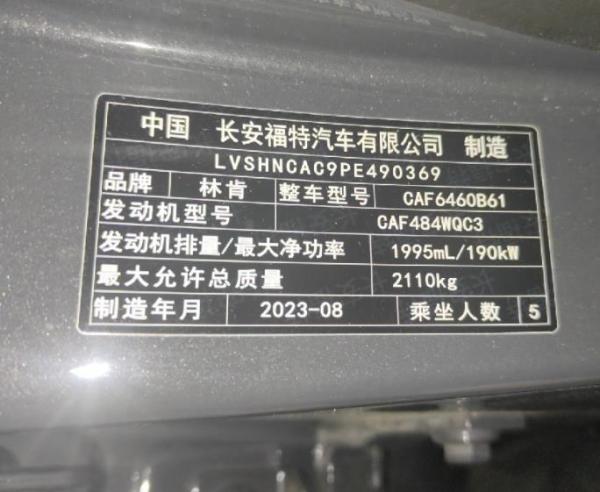 中国 长安福特汽车有限公司 制造
LVSHNCAC9PE490369
品牌 林肯 整车型号 CAF6460B61
发动机型号 CAF484WQC3
发动机排量/最大净功率 1995mL/190kW
最大允许总质量 2110kg
制造年月 2023-08 乘坐人数 5